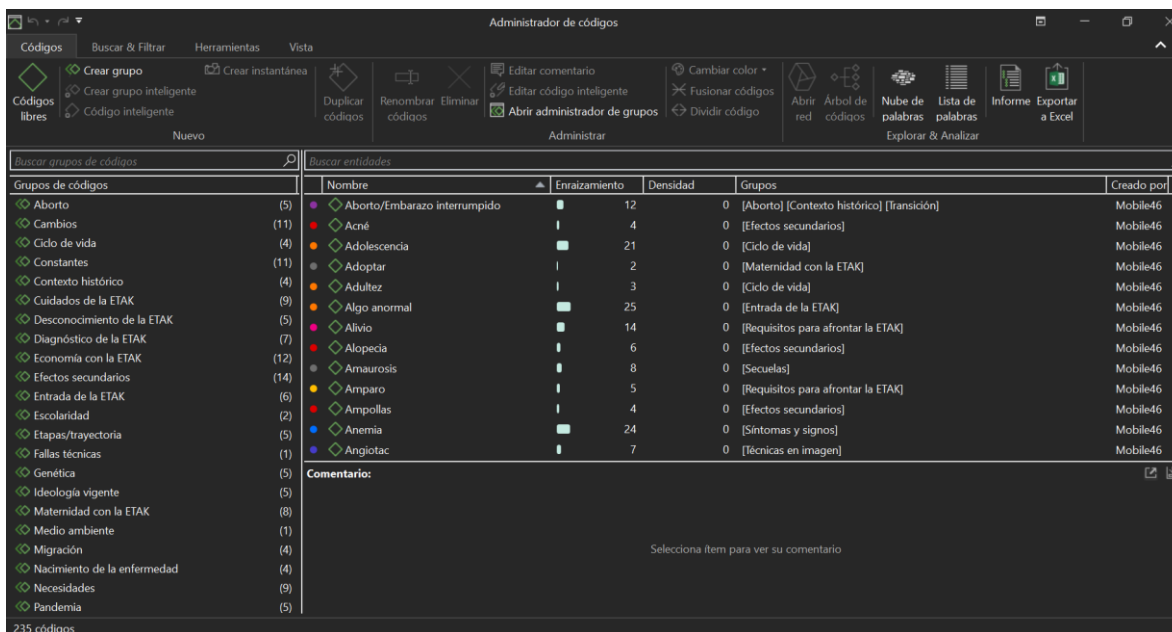 Administrador de códigos
Códigos Buscar & Filtrar Herramientas Vista
Códigos libres
Crear grupo
Crear grupo inteligente
Código inteligente
Crear instantánea
Nuevo
Duplicar códigos
Renombrar códigos
Eliminar
Editar comentario
Editar código inteligente
Abrir administrador de grupos
Cambiar color
Fusionar códigos
Dividir código
Administrar
Abrir red
Árbol de códigos
Nube de palabras
Lista de palabras
Informe
Exportar a Excel
Explorar & Analizar
Buscar grupos de códigos
Grupos de códigos
Aborto (5)
Cambios (11)
Ciclo de vida (4)
Constantes (11)
Contexto histórico (4)
Cuidados de la ETAK (9)
Desconocimiento de la ETAK (5)
Diagnóstico de la ETAK (7)
Economía con la ETAK (12)
Efectos secundarios (14)
Entrada de la ETAK (6)
Escolaridad (2)
Etapas/trayectoria (5)
Fallas técnicas (1)
Genética (5)
Ideología vigente (5)
Maternidad con la ETAK (8)
Medio ambiente (1)
Migración (4)
Nacimiento de la enfermedad (4)
Necesidades (9)
Pandemia (5)
Buscar entidades
Nombre Enraizamiento Densidad Grupos Creado por
Aborto/Embarazo interrumpido 12 0 [Aborto] [Contexto histórico] [Transición] Mobile46
Acné 4 0 [Efectos secundarios] Mobile46
Adolescencia 21 0 [Ciclo de vida] Mobile46
Adoptar 2 0 [Maternidad con la ETAK] Mobile46
Adultez 3 0 [Ciclo de vida] Mobile46
Algo anormal 25 0 [Entrada de la ETAK] Mobile46
Alivio 14 0 [Requisitos para afrontar la ETAK] Mobile46
Alopecia 6 0 [Efectos secundarios] Mobile46
Amaurosis 8 0 [Secuelas] Mobile46
Amparo 5 0 [Requisitos para afrontar la ETAK] Mobile46
Ampollas 4 0 [Efectos secundarios] Mobile46
Anemia 24 0 [Síntomas y signos] Mobile46
Angiotac 7 0 [Técnicas en imagen] Mobile46
Comentario:
Selecciona ítem para ver su comentario
235 códigos